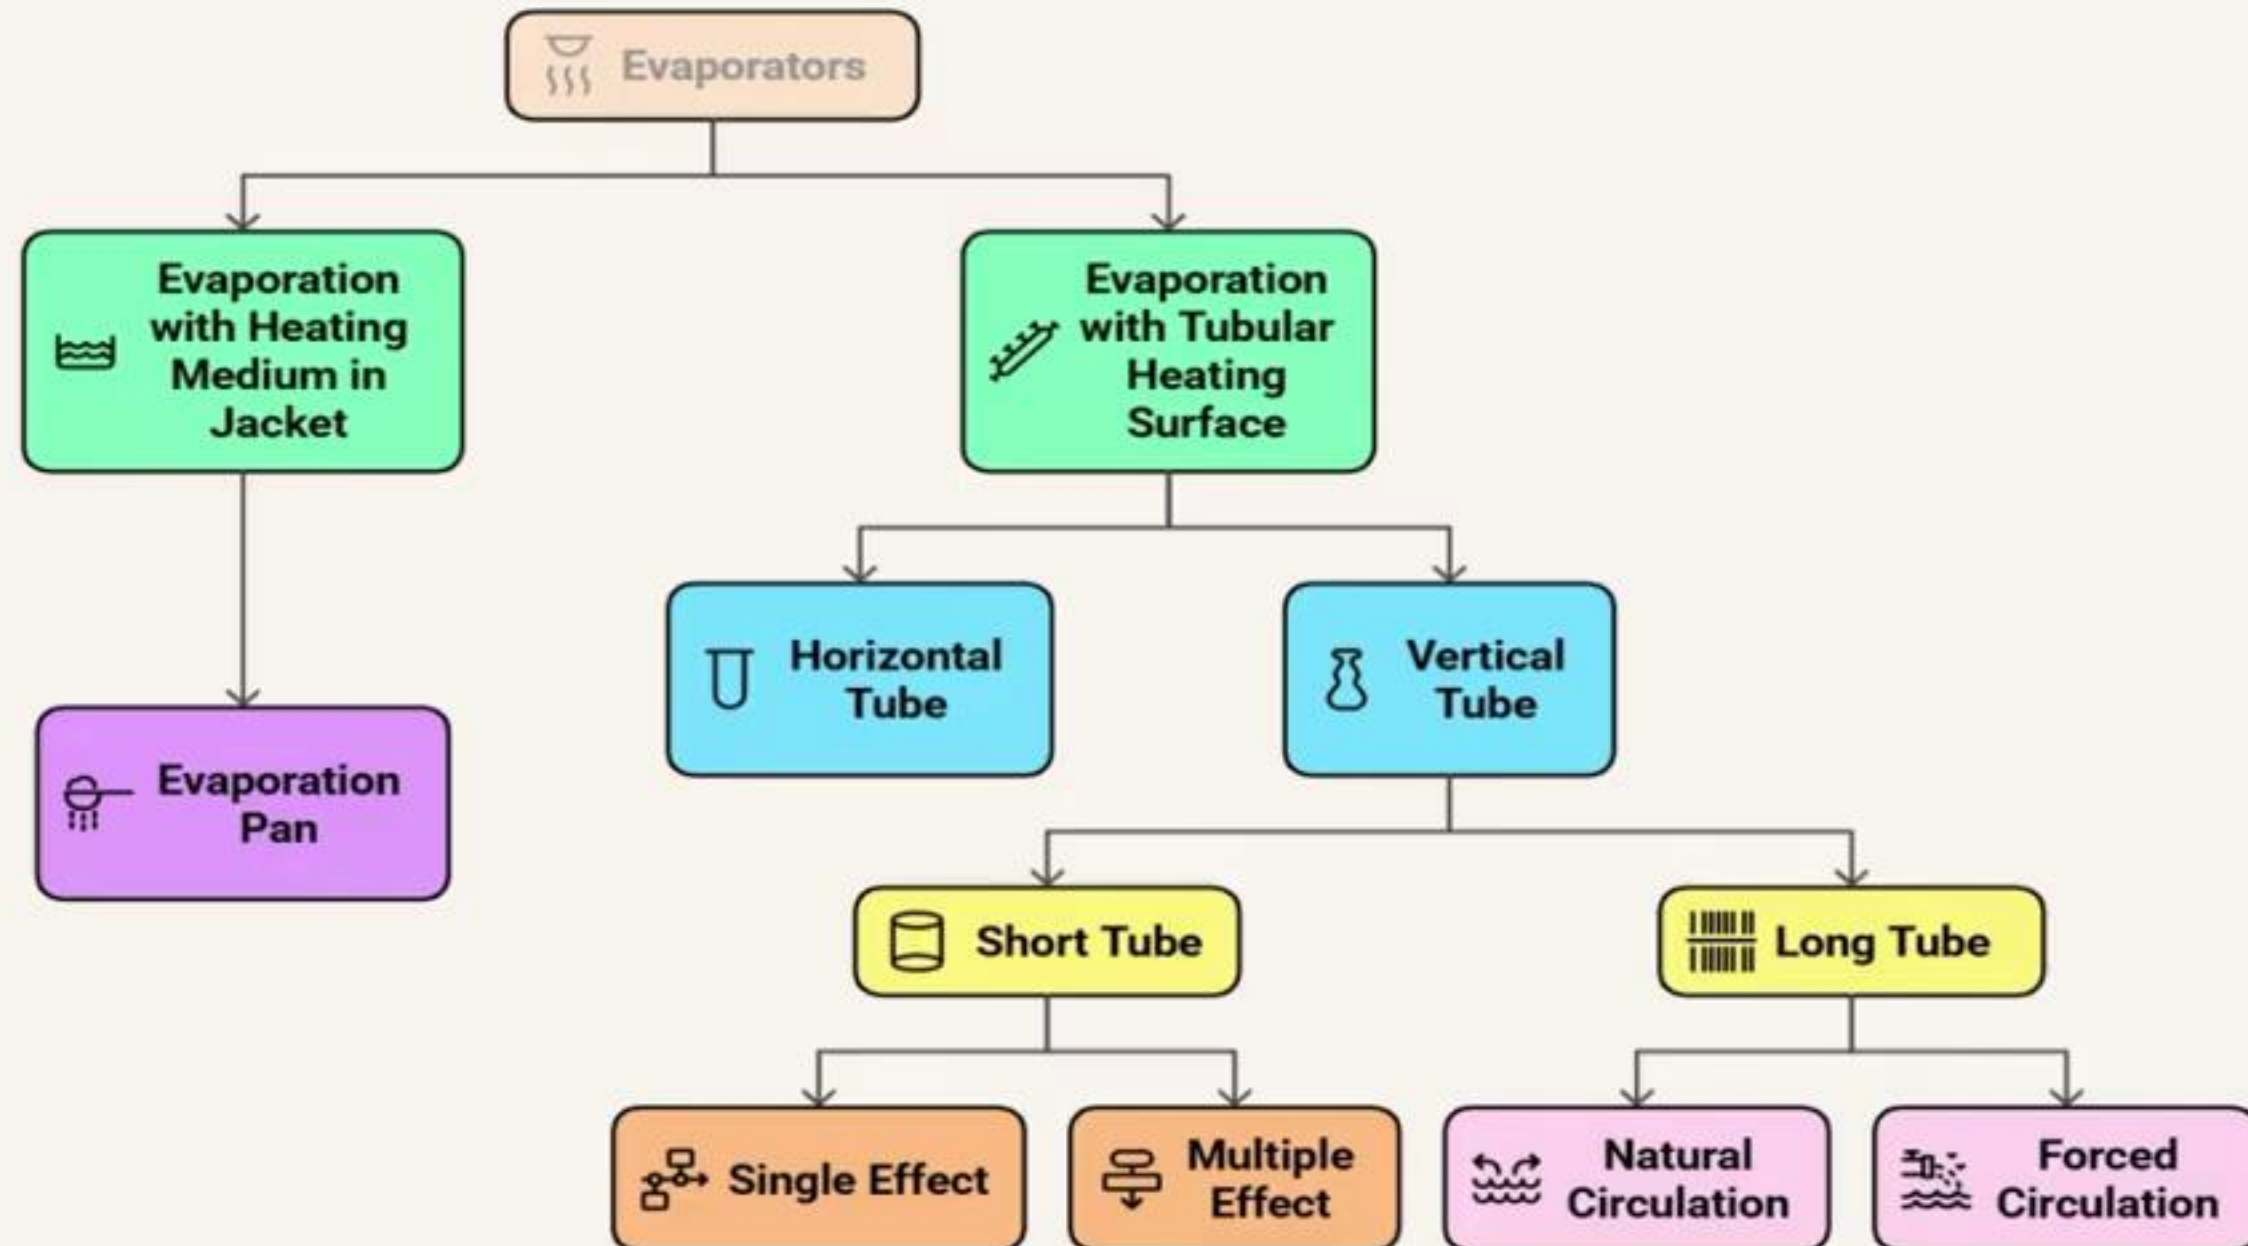 Evaporators
Evaporation
with Heating
Medium in
Jacket
Evaporation
with Tubular
Heating
Surface
Horizontal
Tube
Vertical
Tube
Evaporation
Pan
Short Tube
Long Tube
Single Effect
Multiple
Effect
Natural
Circulation
Forced
Circulation